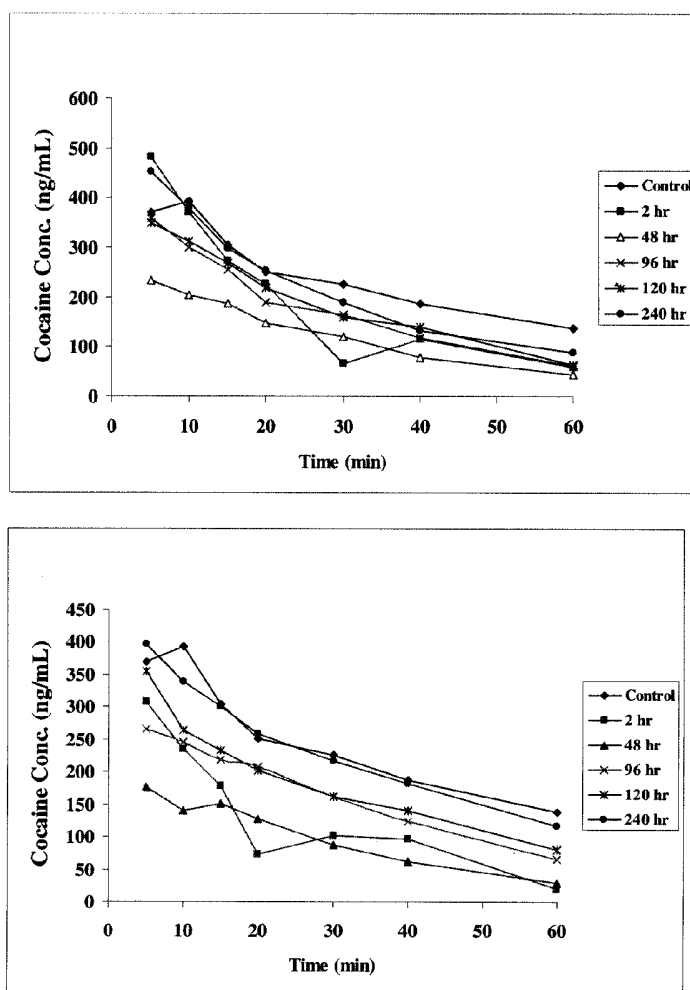 600
500
400
300
200
100
0
Cocaine Conc. (ng/mL)
0 10 20 30 40 50 60
Time (min)
Control
2 hr
48 hr
96 hr
120 hr
240 hr
450
400
350
300
250
200
150
100
50
0
Cocaine Conc. (ng/mL)
0 10 20 30 40 50 60
Time (min)
Control
2 hr
48 hr
96 hr
120 hr
240 hr